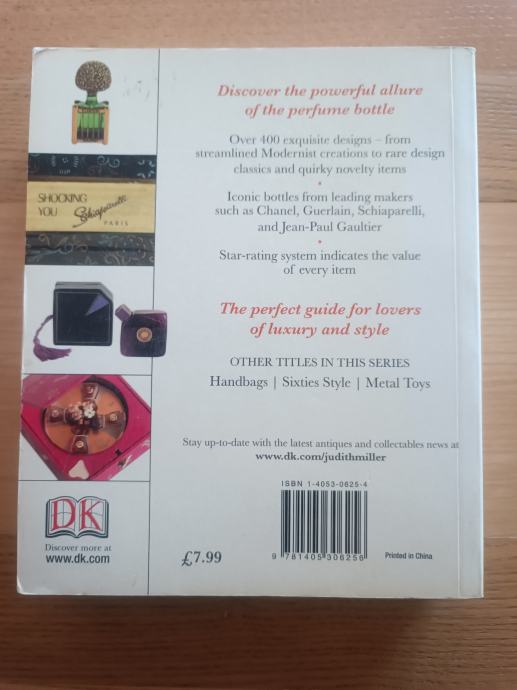 Discover the powerful allure
of the perfume bottle
Over 400 exquisite designs – from
streamlined Modernist creations to rare design
classics and quirky novelty items
•
Iconic bottles from leading makers
such as Chanel, Guerlain, Schiaparelli,
and Jean-Paul Gaultier
•
Star-rating system indicates the value
of every item
The perfect guide for lovers
of luxury and style
OTHER TITLES IN THIS SERIES
Handbags | Sixties Style | Metal Toys
Stay up-to-date with the latest antiques and collectables news at
www.dk.com/judithmiller
SHOCKING
YOU
Schiaparelli
PARIS
DK
Discover more at
www.dk.com
£7.99
ISBN 1-4053-0625-4
9 781405 306256
Printed in China